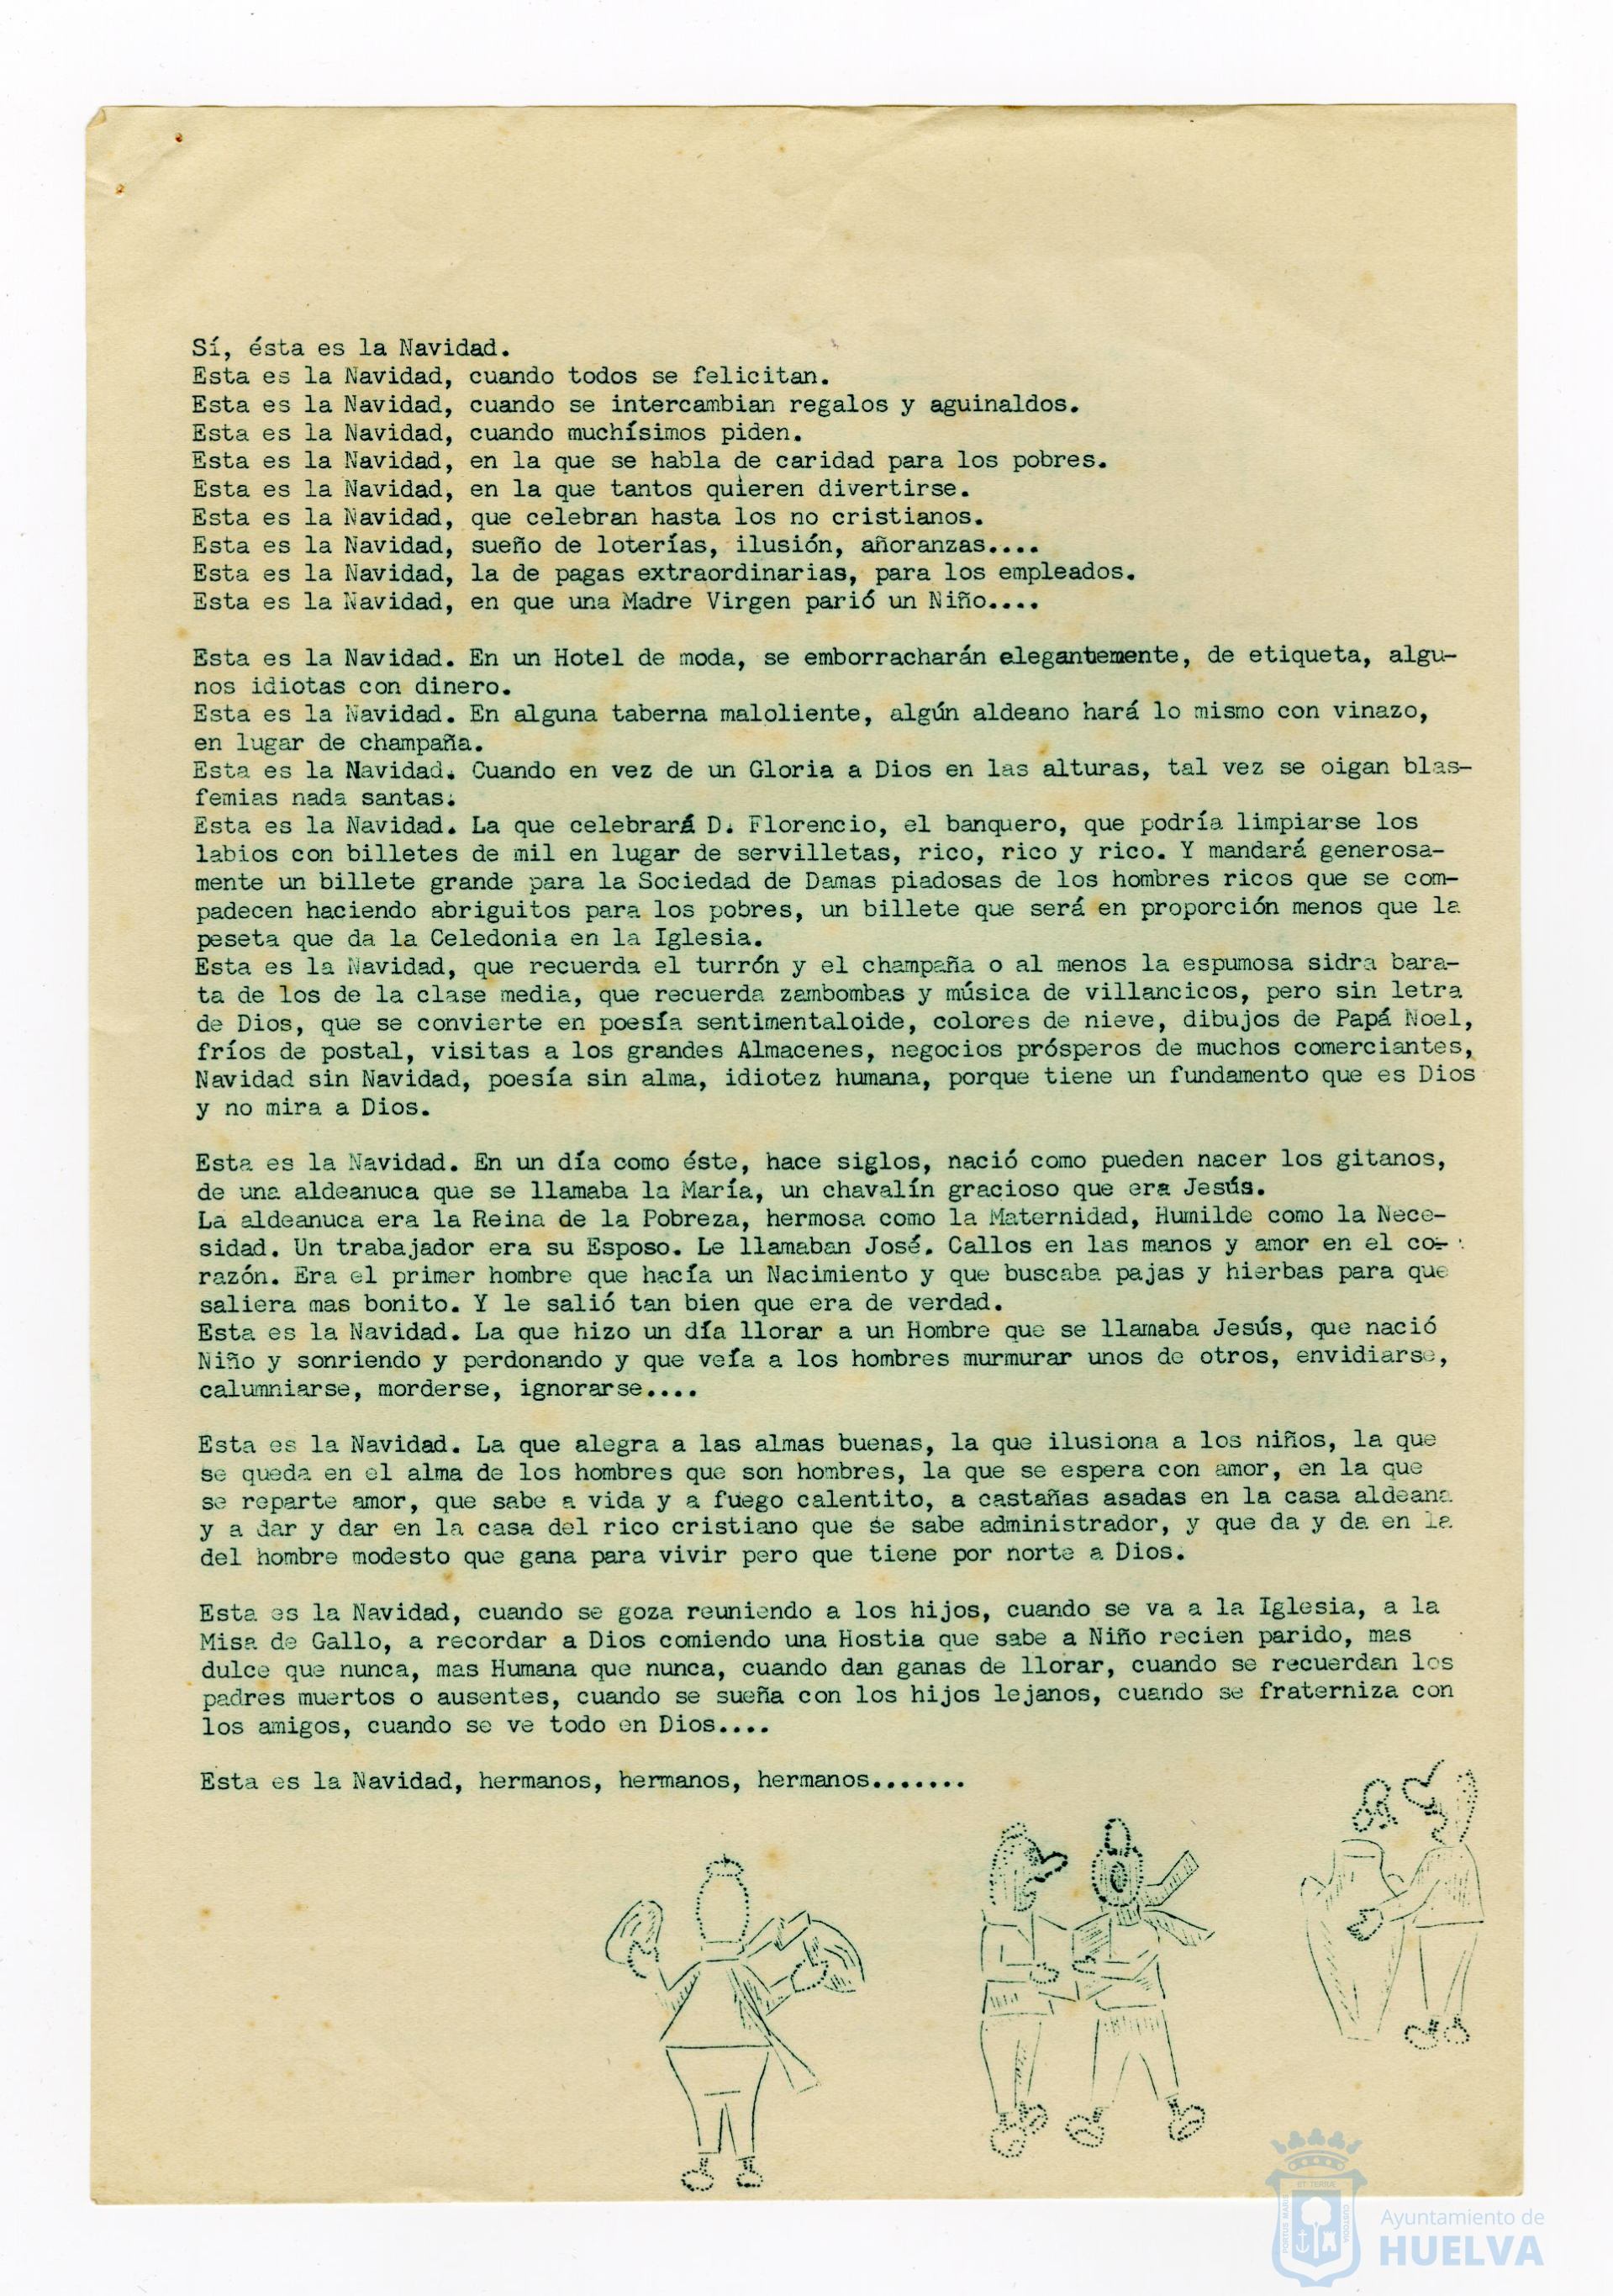 Sí, ésta es la Navidad.
Esta es la Navidad, cuando todos se felicitan.
Esta es la Navidad, cuando se intercambian regalos y aguinaldos.
Esta es la Navidad, cuando muchísimos piden.
Esta es la Navidad, en la que se habla de caridad para los pobres.
Esta es la Navidad, en la que tantos quieren divertirse.
Esta es la Navidad, que celebran hasta los no cristianos.
Esta es la Navidad, sueño de loterías, ilusión, añoranzas....
Esta es la Navidad, la de pagas extraordinarias, para los empleados.
Esta es la Navidad, en que una Madre Virgen parió un Niño....
Esta es la Navidad. En un Hotel de moda, se emborracharán elegantemente, de etiqueta, algu-
nos idiotas con dinero.
Esta es la Navidad. En alguna taberna maloliente, algún aldeano hará lo mismo con vinazo,
en lugar de champaña.
Esta es la Navidad. Cuando en vez de un Gloria a Dios en las alturas, tal vez se oigan blas-
femias nada santas.
Esta es la Navidad. La que celebrará D. Florencio, el banquero, que podría limpiarse los
labios con billetes de mil en lugar de servilletas, rico, rico y rico. Y mandará generosa-
mente un billete grande para la Sociedad de Damas piadosas de los hombres ricos que se com-
padecen haciendo abriguitos para los pobres, un billete que será en proporción menos que la
peseta que da la Celedonia en la Iglesia.
Esta es la Navidad, que recuerda el turrón y el champaña o al menos la espumosa sidra bara-
ta de los de la clase media, que recuerda zambombas y música de villancicos, pero sin letra
de Dios, que se convierte en poesía sentimentaloide, colores de nieve, dibujos de Papá Noel,
fríos de postal, visitas a los grandes Almacenes, negocios prósperos de muchos comerciantes,
Navidad sin Navidad, poesía sin alma, idiotez humana, porque tiene un fundamento que es Dios
y no mira a Dios.
Esta es la Navidad. En un día como éste, hace siglos, nació como pueden nacer los gitanos,
de una aldeanuca que se llamaba la María, un chavalín gracioso que era Jesús.
La aldeanuca era la Reina de la Pobreza, hermosa como la Maternidad, Humilde como la Nece-
sidad. Un trabajador era su Esposo. Le llamaban José. Callos en las manos y amor en el co-
razón. Era el primer hombre que hacía un Nacimiento y que buscaba pajas y hierbas para que
saliera mas bonito. Y le salió tan bien que era de verdad.
Esta es la Navidad. La que hizo un día llorar a un Hombre que se llamaba Jesús, que nació
Niño y sonriendo y perdonando y que veía a los hombres murmurar unos de otros, envidiarse,
calumniarse, morderse, ignorarse....
Esta es la Navidad. La que alegra a las almas buenas, la que ilusiona a los niños, la que
se queda en el alma de los hombres que son hombres, la que se espera con amor, en la que
se reparte amor, que sabe a vida y a fuego calentito, a castañas asadas en la casa aldeana
y a dar y dar en la casa del rico cristiano que se sabe administrador, y que da y da en la
del hombre modesto que gana para vivir pero que tiene por norte a Dios.
Esta es la Navidad, cuando se goza reuniendo a los hijos, cuando se va a la Iglesia, a la
Misa de Gallo, a recordar a Dios comiendo una Hostia que sabe a Niño recien parido, mas
dulce que nunca, mas Humana que nunca, cuando dan ganas de llorar, cuando se recuerdan los
padres muertos o ausentes, cuando se sueña con los hijos lejanos, cuando se fraterniza con
los amigos, cuando se ve todo en Dios....
Esta es la Navidad, hermanos, hermanos, hermanos.......
Ayuntamiento de
HUELVA